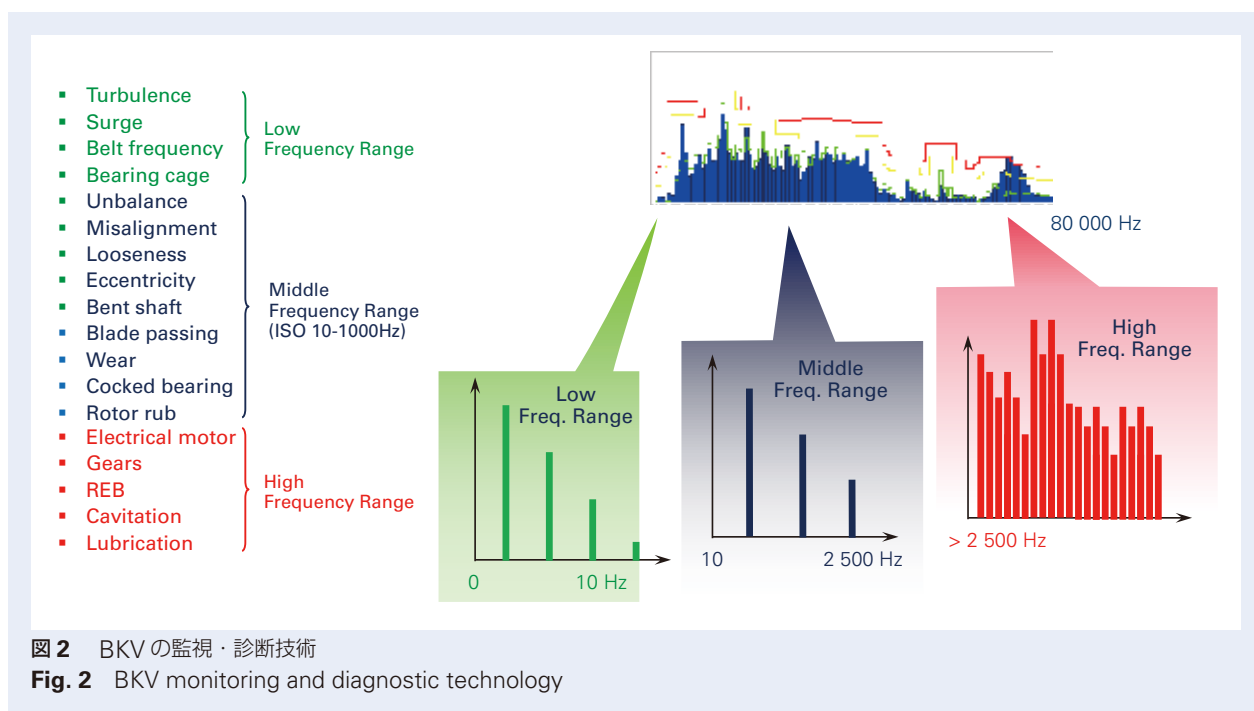 Turbulence
Surge
Belt frequency
Bearing cage
Unbalance
Misalignment
Looseness
Eccentricity
Bent shaft
Blade passing
Wear
Cocked bearing
Rotor rub
Electrical motor
Gears
REB
Cavitation
Lubrication
Low
Frequency Range
Middle
Frequency Range
(ISO 10-1000Hz)
High
Frequency Range
80 000 Hz
Low
Freq. Range
0
10 Hz
Middle
Freq. Range
10
2 500 Hz
High
Freq. Range
> 2 500 Hz
図 2 BKV の監視・診断技術
Fig. 2 BKV monitoring and diagnostic technology